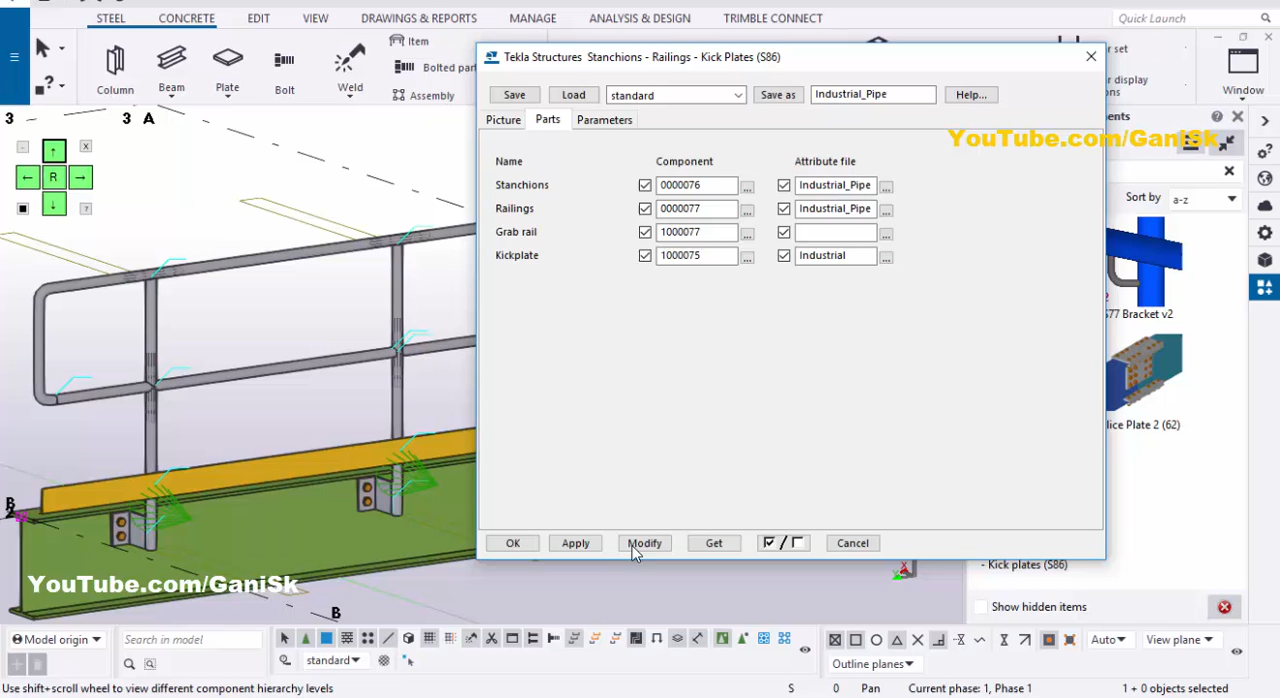 STEEL CONCRETE EDIT VIEW DRAWINGS & REPORTS MANAGE ANALYSIS & DESIGN TRIMBLE CONNECT Quick Launch
Column Beam Plate Bolt Weld
Item
Bolted part
Assembly
Window
Tekla Structures Stanchions - Railings - Kick Plates (S86)
Save Load standard Save as Industrial_Pipe Help...
Picture Parts Parameters
Name Component Attribute file
Stanchions 0000076 ... Industrial_Pipe ...
Railings 0000077 ... Industrial_Pipe ...
Grab rail 1000077 ... ...
Kickplate 1000075 ... Industrial ...
OK Apply Modify Get / Cancel
YouTube.com/GaniSk
Sort by a-z
S77 Bracket v2
lice Plate 2 (62)
- Kick plates (S86)
Show hidden items
3 3 A
R
X
?
B
B
YouTube.com/GaniSk
Model origin Search in model
standard
Auto View plane
Outline planes
Use shift+scroll wheel to view different component hierarchy levels S 0 Pan Current phase: 1, Phase 1 1 + 0 objects selected